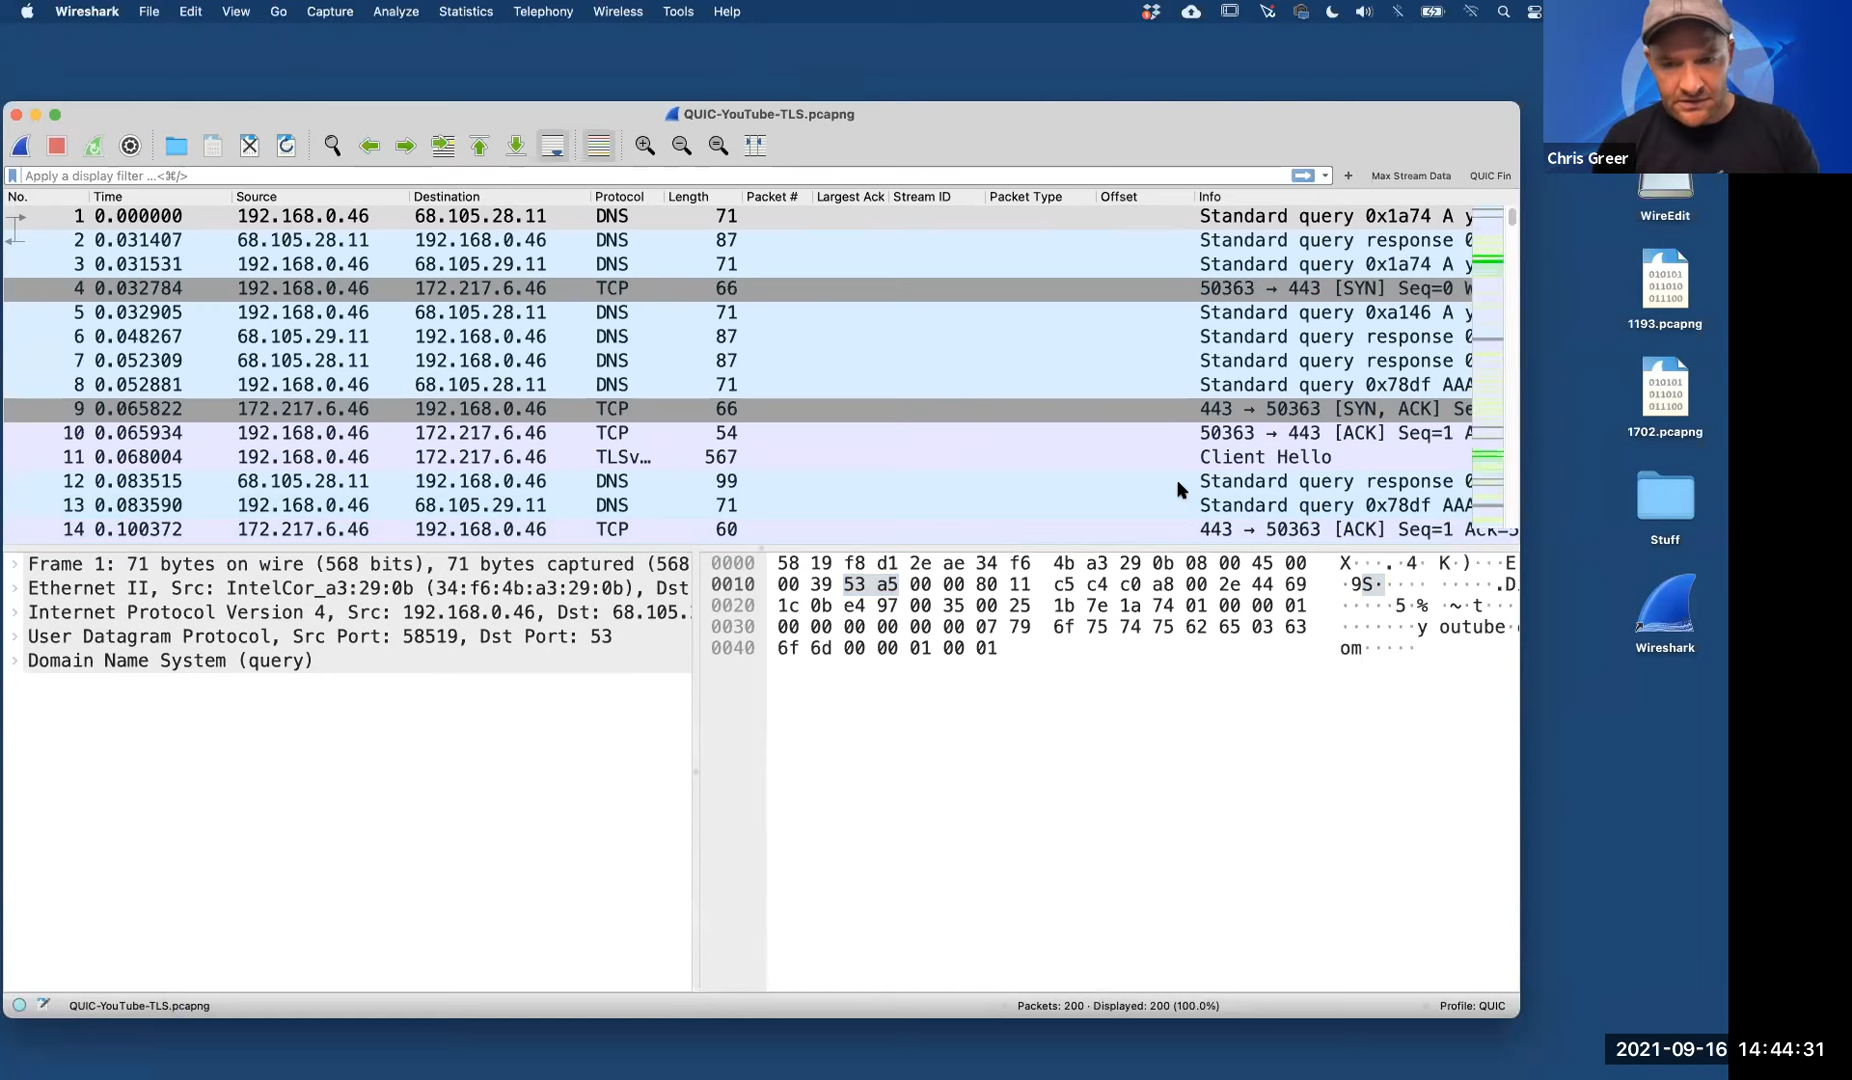 Wireshark File Edit View Go Capture Analyze Statistics Telephony Wireless Tools Help
Chris Greer
QUIC-YouTube-TLS.pcapng
Apply a display filter ...<⌘/>
+ Max Stream Data QUIC Fin
No. Time Source Destination Protocol Length Packet # Largest Ack Stream ID Packet Type Offset Info
1 0.000000 192.168.0.46 68.105.28.11 DNS 71 Standard query 0x1a74 A y
2 0.031407 68.105.28.11 192.168.0.46 DNS 87 Standard query response 0
3 0.031531 192.168.0.46 68.105.29.11 DNS 71 Standard query 0x1a74 A y
4 0.032784 192.168.0.46 172.217.6.46 TCP 66 50363 → 443 [SYN] Seq=0 W
5 0.032905 192.168.0.46 68.105.28.11 DNS 71 Standard query 0xa146 A y
6 0.048267 68.105.29.11 192.168.0.46 DNS 87 Standard query response 0
7 0.052309 68.105.28.11 192.168.0.46 DNS 87 Standard query response 0
8 0.052881 192.168.0.46 68.105.28.11 DNS 71 Standard query 0x78df AAA
9 0.065822 172.217.6.46 192.168.0.46 TCP 66 443 → 50363 [SYN, ACK] Se
10 0.065934 192.168.0.46 172.217.6.46 TCP 54 50363 → 443 [ACK] Seq=1 A
11 0.068004 192.168.0.46 172.217.6.46 TLSv… 567 Client Hello
12 0.083515 68.105.28.11 192.168.0.46 DNS 99 Standard query response 0
13 0.083590 192.168.0.46 68.105.29.11 DNS 71 Standard query 0x78df AAA
14 0.100372 172.217.6.46 192.168.0.46 TCP 60 443 → 50363 [ACK] Seq=1 Ack=5
Frame 1: 71 bytes on wire (568 bits), 71 bytes captured (568
Ethernet II, Src: IntelCor_a3:29:0b (34:f6:4b:a3:29:0b), Dst
Internet Protocol Version 4, Src: 192.168.0.46, Dst: 68.105.
User Datagram Protocol, Src Port: 58519, Dst Port: 53
Domain Name System (query)
0000 58 19 f8 d1 2e ae 34 f6 4b a3 29 0b 08 00 45 00 X···.·4· K·)···E·
0010 00 39 53 a5 00 00 80 11 c5 c4 c0 a8 00 2e 44 69 ·9S····· ·····.D
0020 1c 0b e4 97 00 35 00 25 1b 7e 1a 74 01 00 00 01 ·····5·% ·~·t····
0030 00 00 00 00 00 00 07 79 6f 75 74 75 62 65 03 63 ·······y outube·
0040 6f 6d 00 00 01 00 01 om·····
QUIC-YouTube-TLS.pcapng
Packets: 200 · Displayed: 200 (100.0%)
Profile: QUIC
WireEdit
010101
011010
011100
1193.pcapng
010101
011010
011100
1702.pcapng
Stuff
Wireshark
2021-09-16 14:44:31